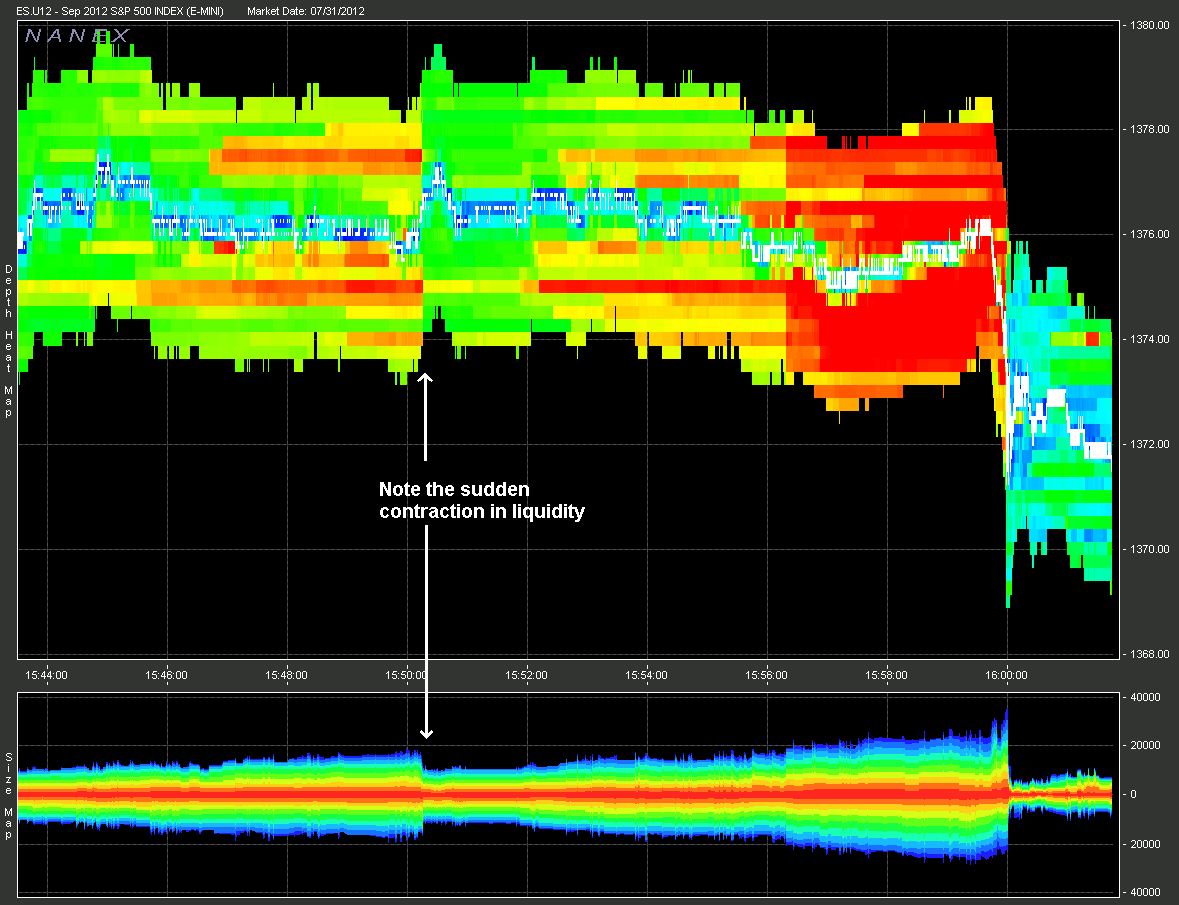 ES.U12 - Sep 2012 S&P 500 INDEX (E-MINI) Market Date: 07/31/2012
NANEX
1380.00
1378.00
1376.00
1374.00
1372.00
1370.00
1368.00
Depth Heat Map
Note the sudden
contraction in liquidity
15:44:00 15:46:00 15:48:00 15:50:00 15:52:00 15:54:00 15:56:00 15:58:00 16:00:00
Size Map
40000
20000
0
20000
40000